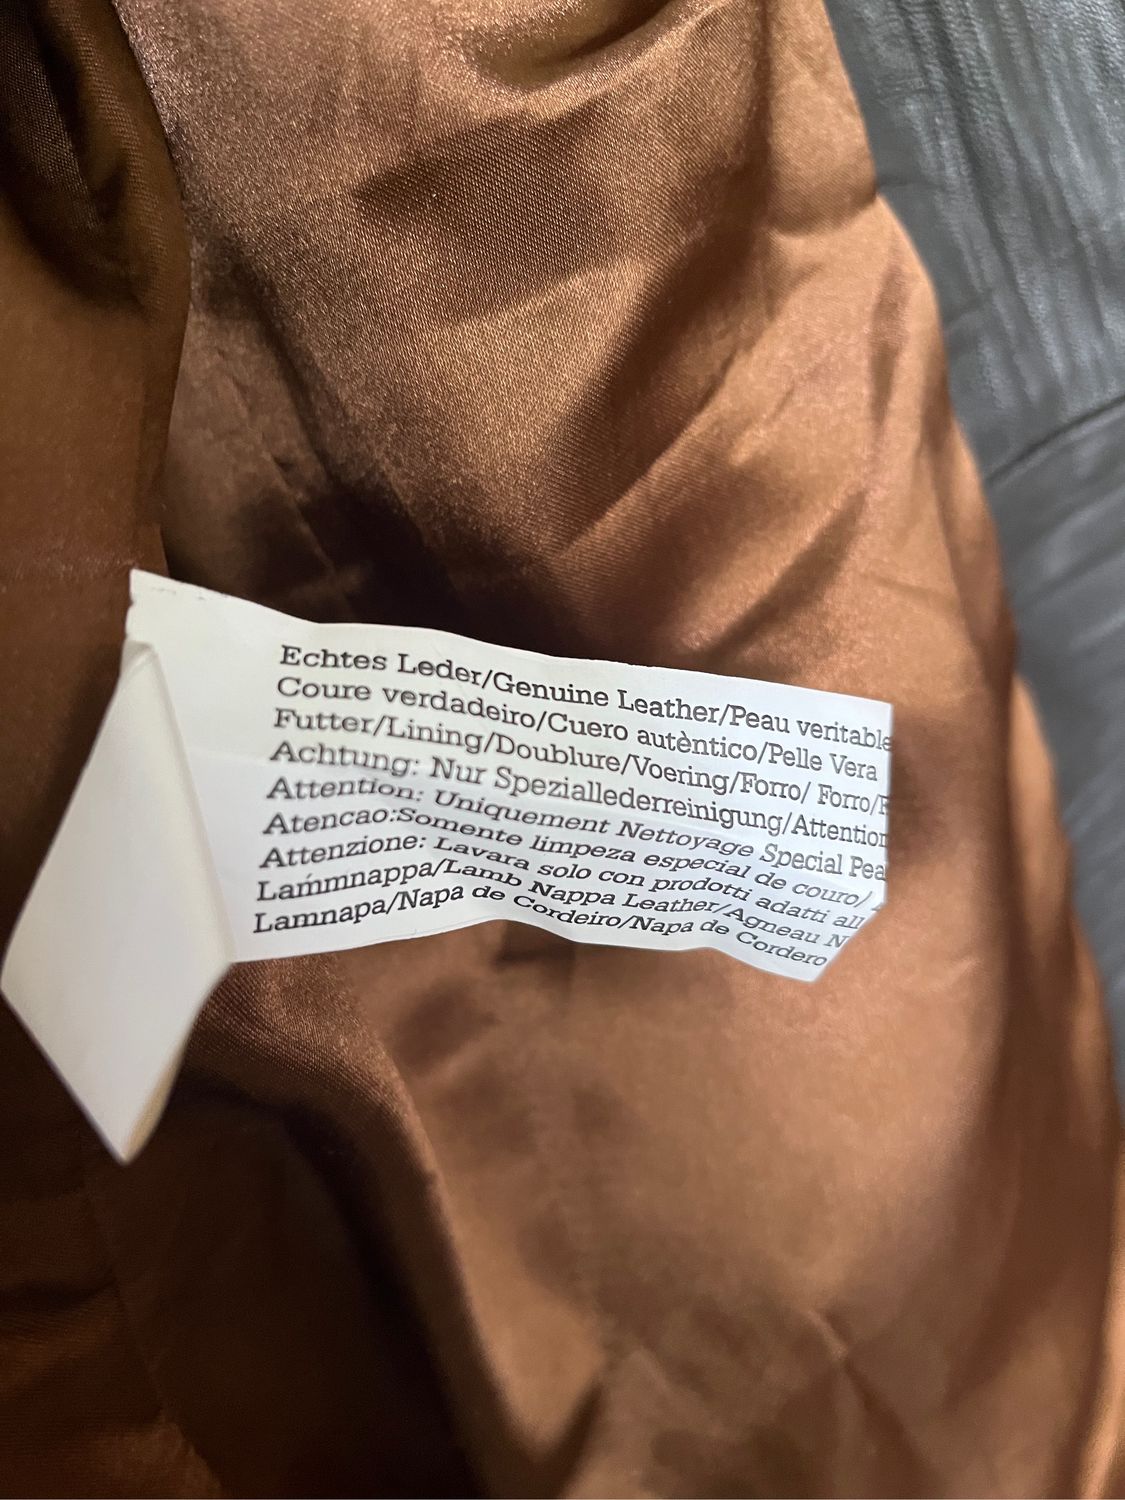 Echtes Leder/Genuine Leather/Peau veritable
Coure verdadeiro/Cuero autèntico/Pelle Vera
Futter/Lining/Doublure/Voering/Forro/ Forro/F
Achtung: Nur Speziallederreinigung/Attention
Attention: Uniquement Nettoyage Special Pea
Atencao:Somente limpeza especial de couro/
Attenzione: Lavara solo con prodotti adatti all
Lammnappa/Lamb Nappa Leather/Agneau N
Lamnapa/Napa de Cordeiro/Napa de Cordero